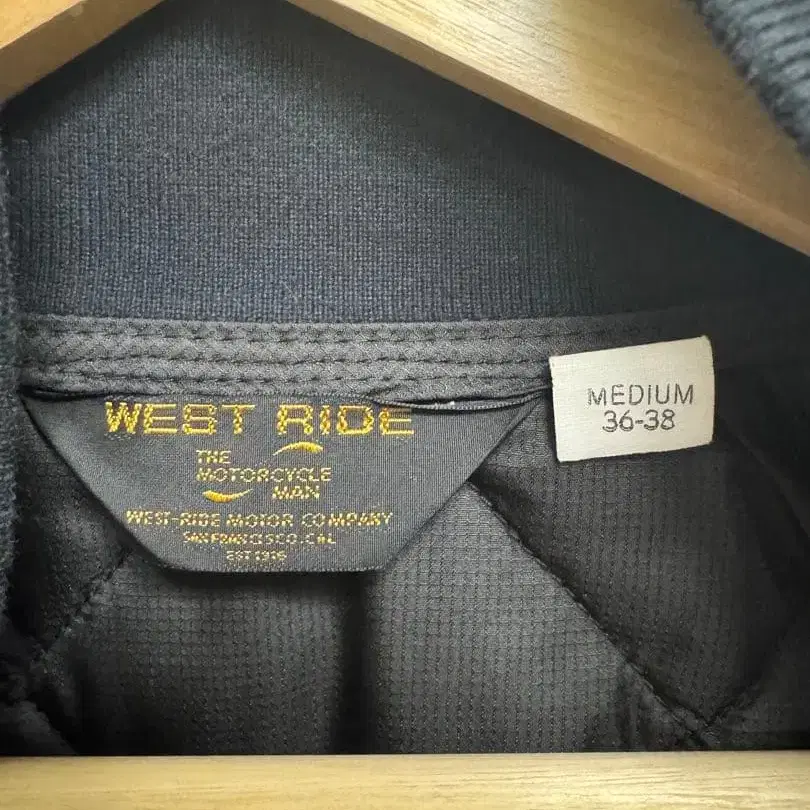 WEST RIDE
THE
MOTORCYCLE
MAN
WEST-RIDE MOTOR COMPANY
SAN FRANCISCO.CAL
MEDIUM
36-38